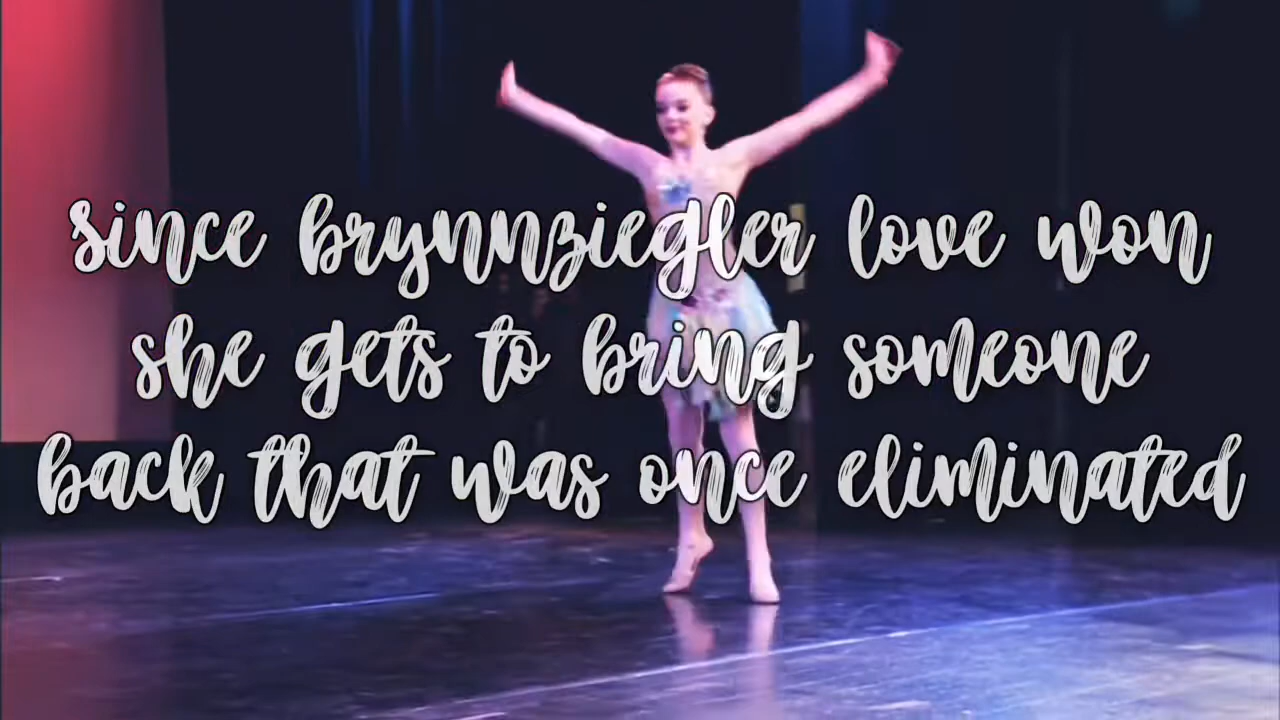 since brynnziegler love won
she gets to bring someone
back that was once eliminated